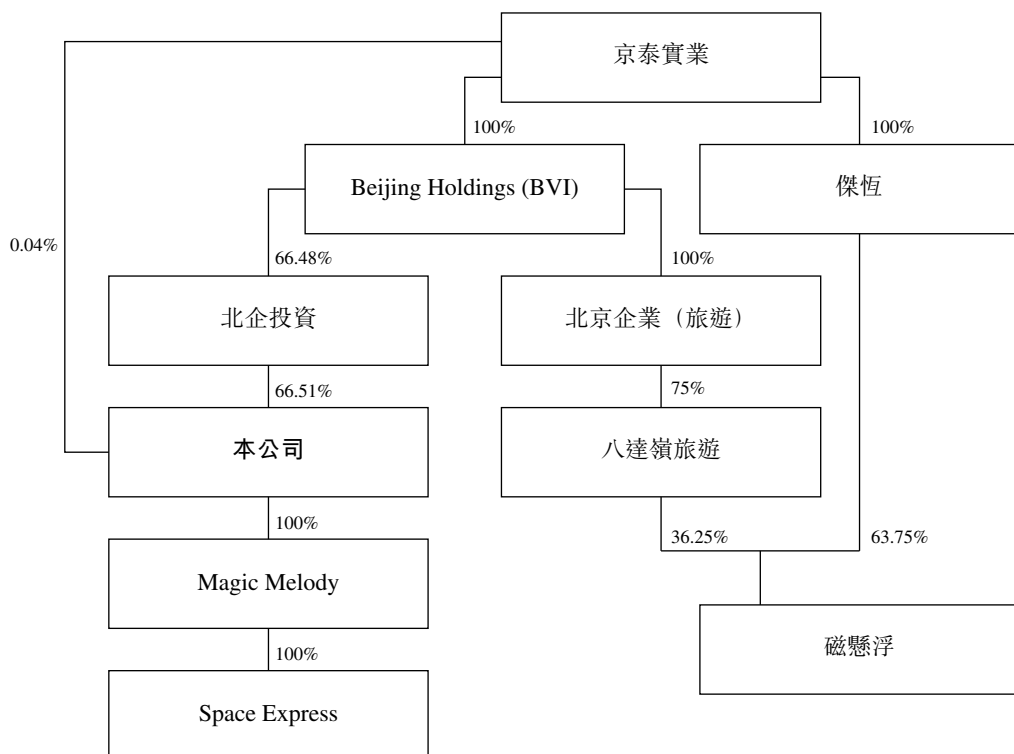 京泰實業
100%
100%
Beijing Holdings (BVI)
傑恆
0.04%
66.48%
100%
北企投資
北京企業（旅遊）
66.51%
75%
本公司
八達嶺旅遊
100%
36.25%
63.75%
Magic Melody
磁懸浮
100%
Space Express